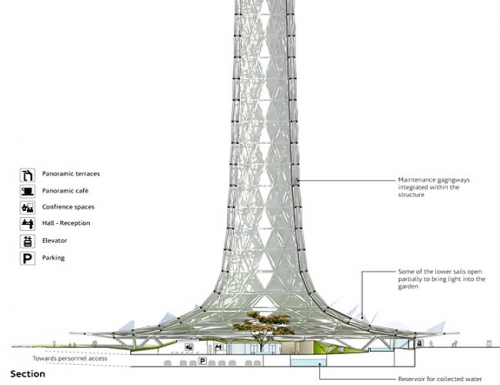 Panoramic terraces
Panoramic café
Confrence spaces
Hall - Reception
Elevator
P
Parking
Maintenance gagngways
integrated within the
structure
Some of the lower sails open
partially to bring light into the
garden
P
Towards personnel access
Section
Reservoir for collected water